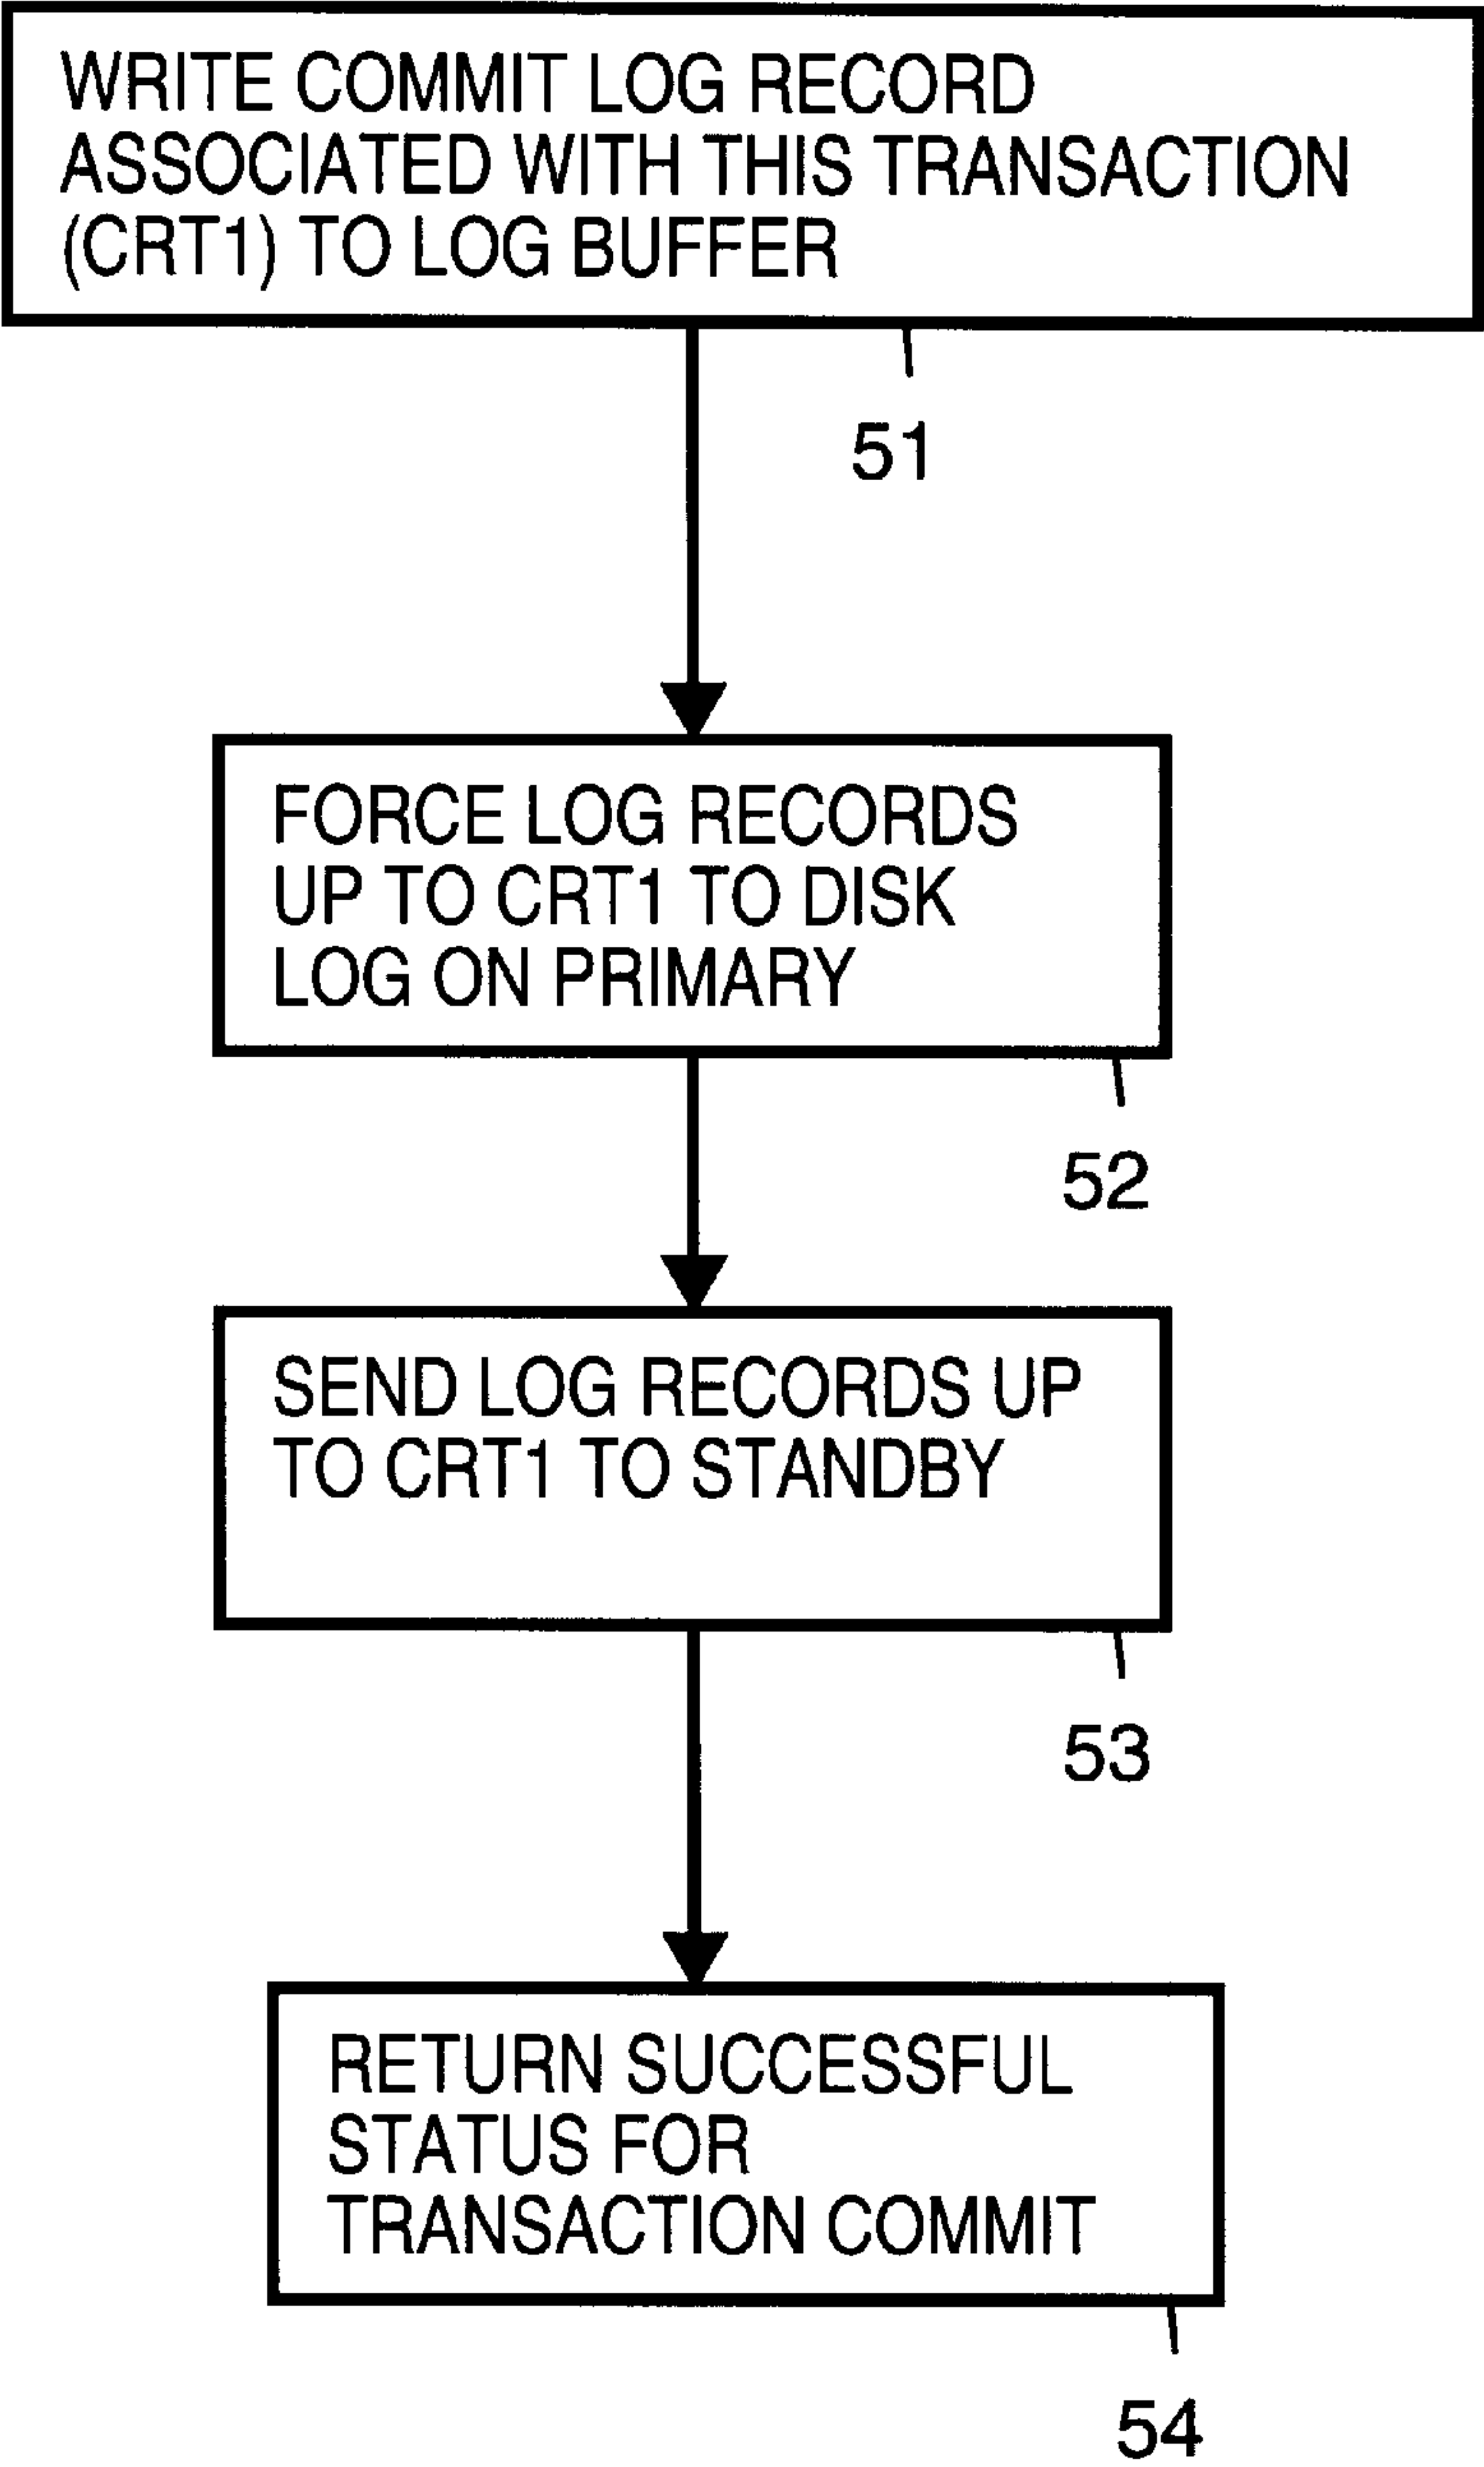 WRITE COMMIT LOG RECORD
ASSOCIATED WITH THIS TRANSACTION
(CRT1) TO LOG BUFFER
51
FORCE LOG RECORDS
UP TO CRT1 TO DISK
LOG ON PRIMARY
52
SEND LOG RECORDS UP
TO CRT1 TO STANDBY
53
RETURN SUCCESSFUL
STATUS FOR
TRANSACTION COMMIT
54